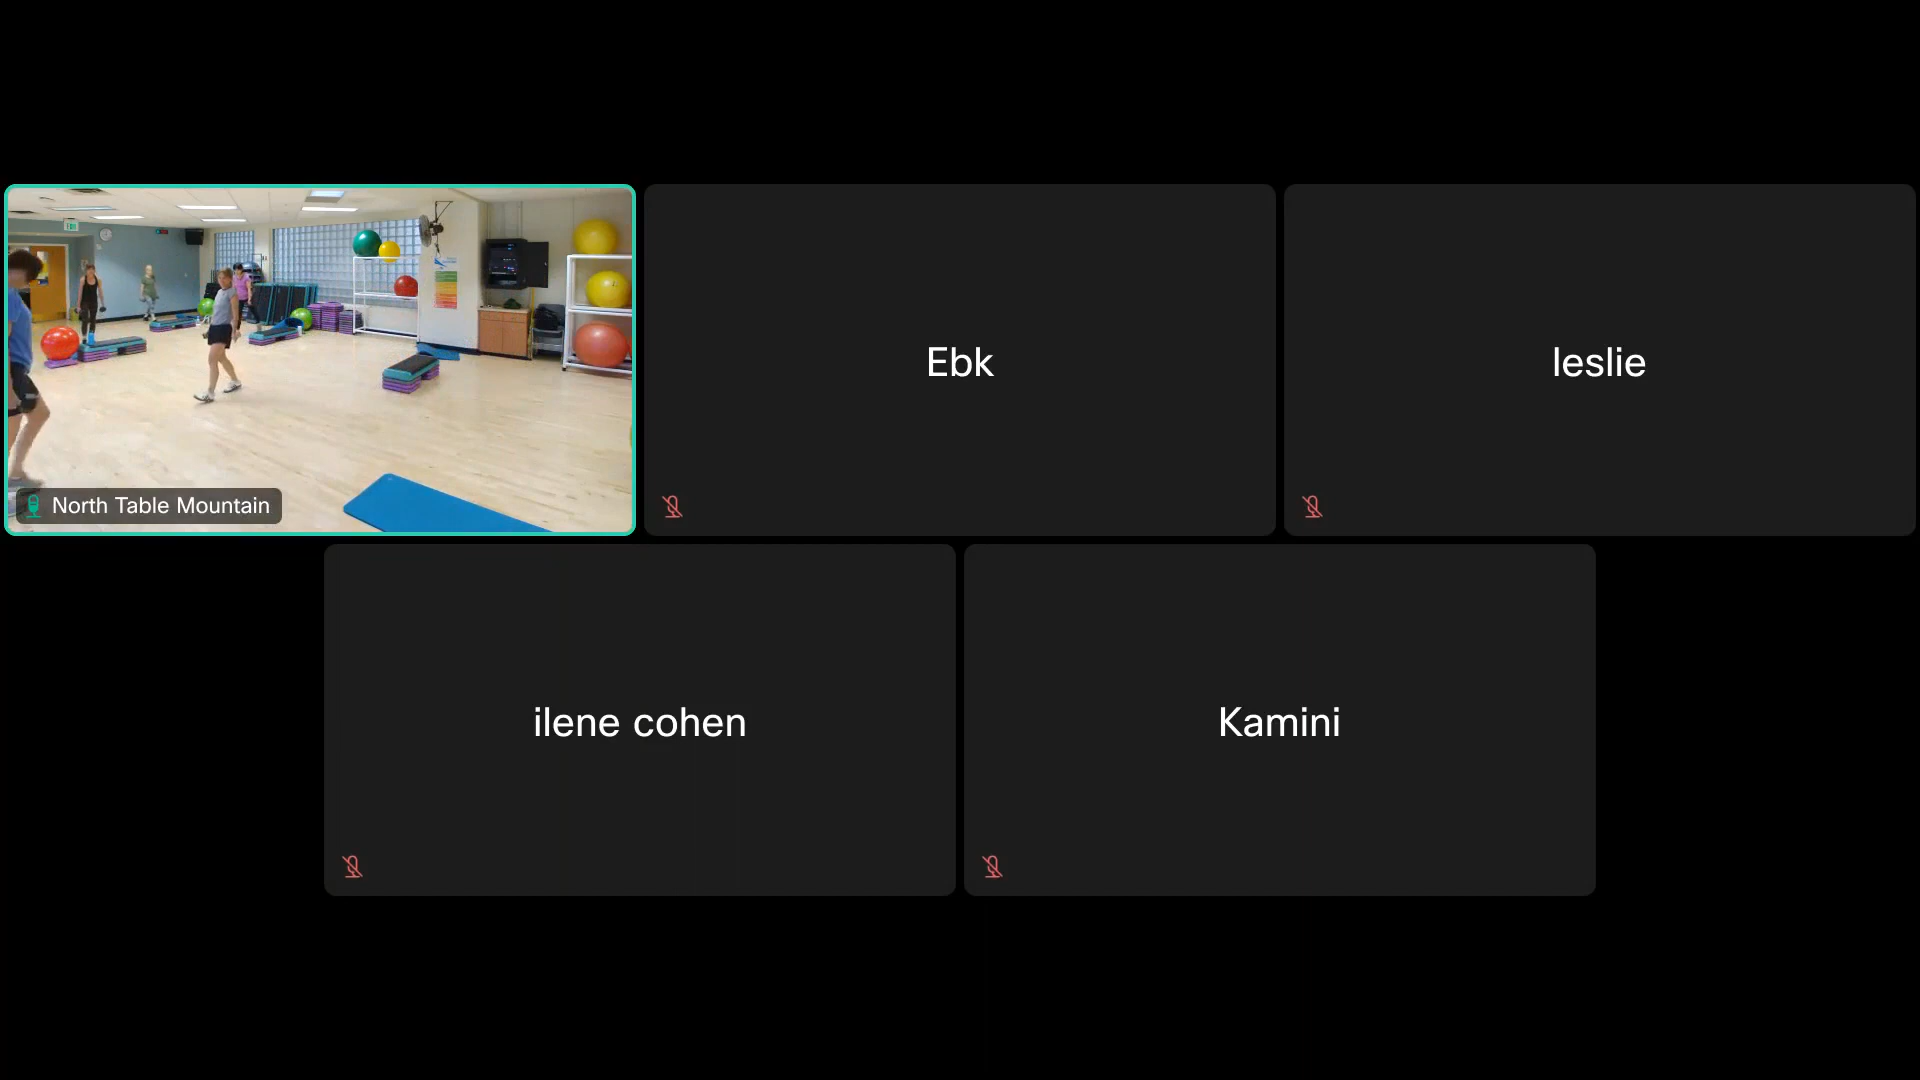 North Table Mountain
Ebk
leslie
ilene cohen
Kamini